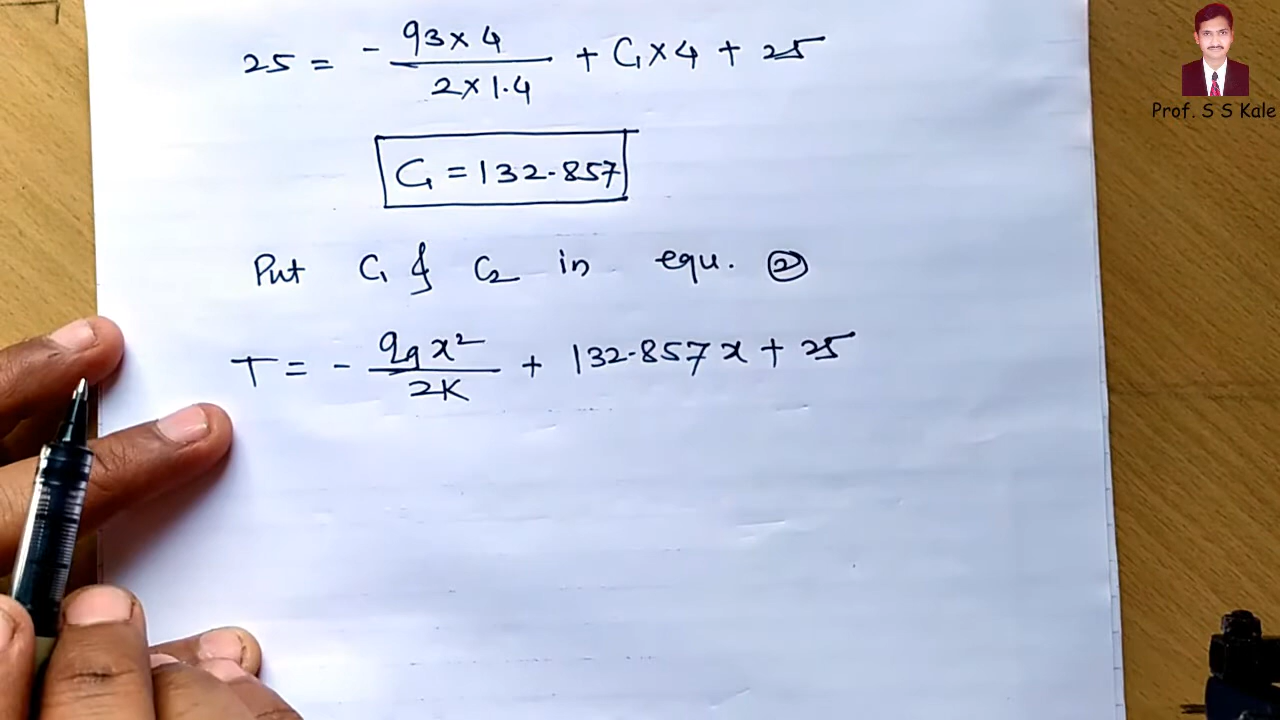 25 = - 93×4 / 2×1.4 + C₁×4 + 25
C₁ = 132.857
Put C₁ & C₂ in equ. ②
T = - qg x² / 2K + 132.857 x + 25
Prof. S S Kale